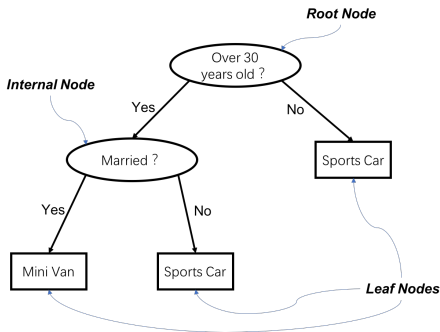 Root Node
Over 30
years old ?
Internal Node
Yes
No
Married ?
Sports Car
Yes
No
Mini Van
Sports Car
Leaf Nodes